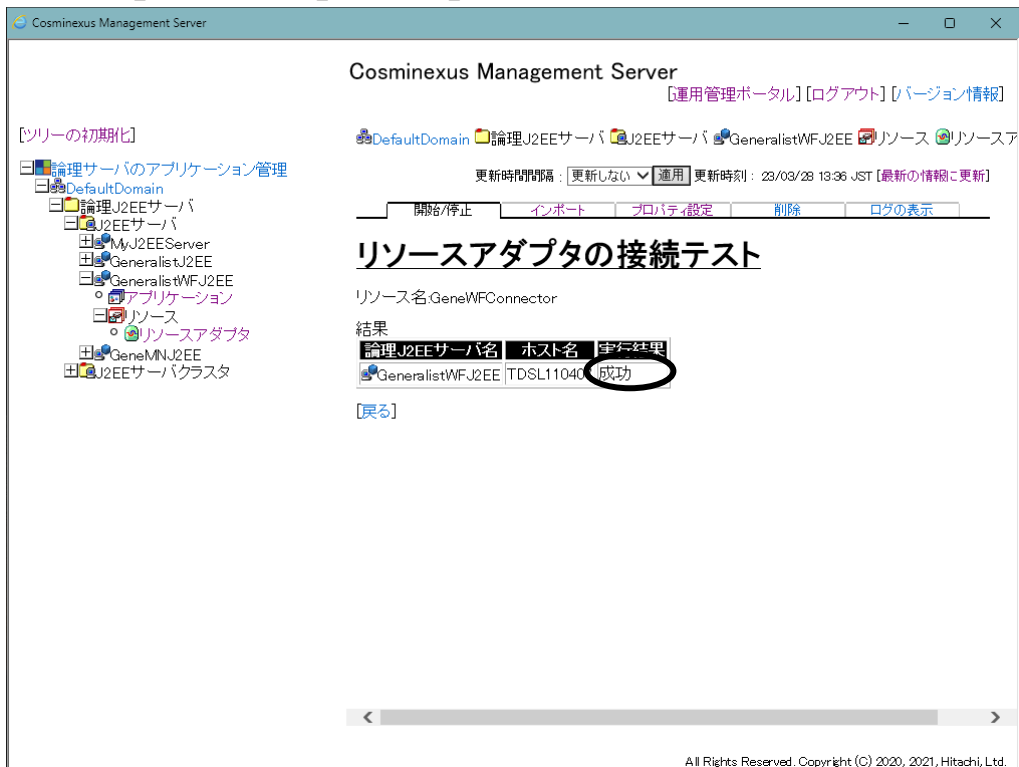 Cosminexus Management Server
Cosminexus Management Server
[運用管理ポータル] [ログアウト] [バージョン情報]
[ツリーの初期化]
論理サーバのアプリケーション管理
DefaultDomain
論理J2EEサーバ
J2EEサーバ
MyJ2EEServer
GeneralistJ2EE
GeneralistWFJ2EE
アプリケーション
リソース
リソースアダプタ
GeneMNJ2EE
J2EEサーバクラスタ
DefaultDomain 論理J2EEサーバ J2EEサーバ GeneralistWFJ2EE リソース リソースア
更新時間間隔 : 更新しない 適用 更新時刻 : 23/03/28 13:36 JST [最新の情報に更新]
開始/停止 インポート プロパティ設定 削除 ログの表示
リソースアダプタの接続テスト
リソース名:GeneWFConnector
結果
論理J2EEサーバ名 ホスト名 実行結果
GeneralistWFJ2EE TDSL11040 成功
[戻る]
All Rights Reserved. Copyright (C) 2020, 2021, Hitachi, Ltd.